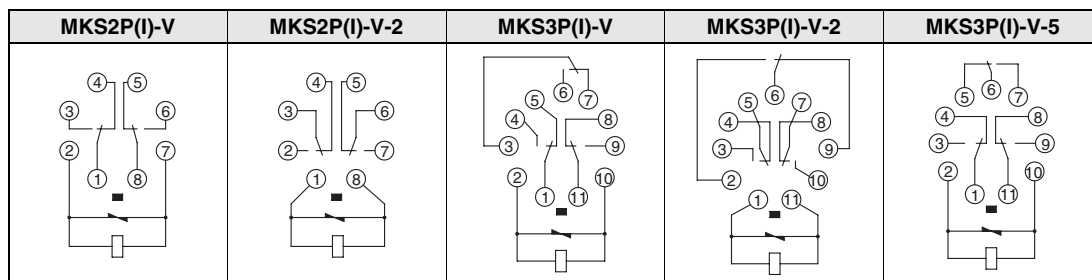 MKS2P(I)-V MKS2P(I)-V-2 MKS3P(I)-V MKS3P(I)-V-2 MKS3P(I)-V-5
4 5 3 6 2 7 1 8
4 5 3 6 2 7 1 8
6 7 5 4 8 3 9 2 10 1 11
6 5 7 4 8 3 9 2 10 1 11
5 6 7 4 8 3 9 2 10 1 11